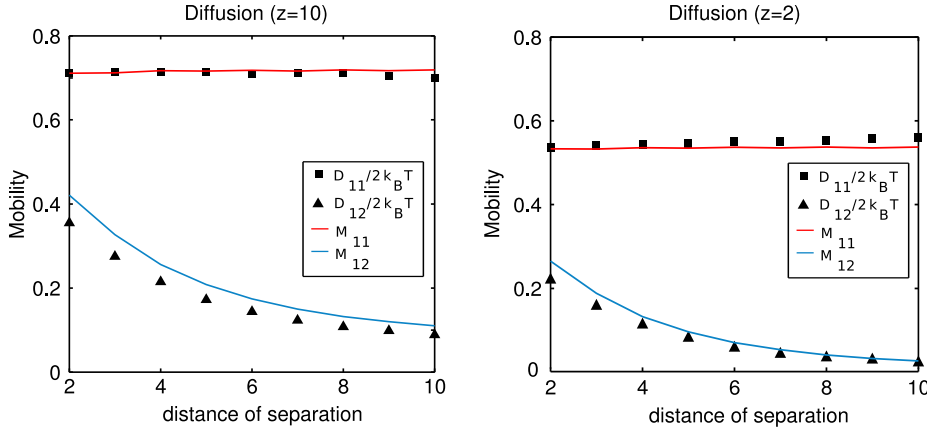 Diffusion (z=10)
Mobility
0.8
0.6
0.4
0.2
0
2 4 6 8 10
distance of separation
D11/2kBT
D12/2kBT
M11
M12
Diffusion (z=2)
Mobility
0.8
0.6
0.4
0.2
0
2 4 6 8 10
distance of separation
D11/2kBT
D12/2kBT
M11
M12